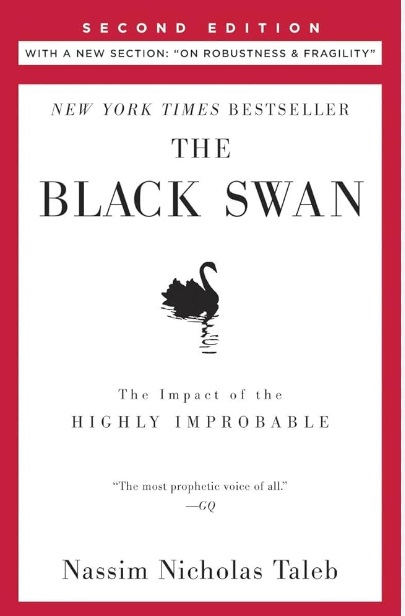 SECOND EDITION
WITH A NEW SECTION: "ON ROBUSTNESS & FRAGILITY"
NEW YORK TIMES BESTSELLER
THE
BLACK SWAN
The Impact of the
HIGHLY IMPROBABLE
“The most prophetic voice of all.”
—GQ
Nassim Nicholas Taleb